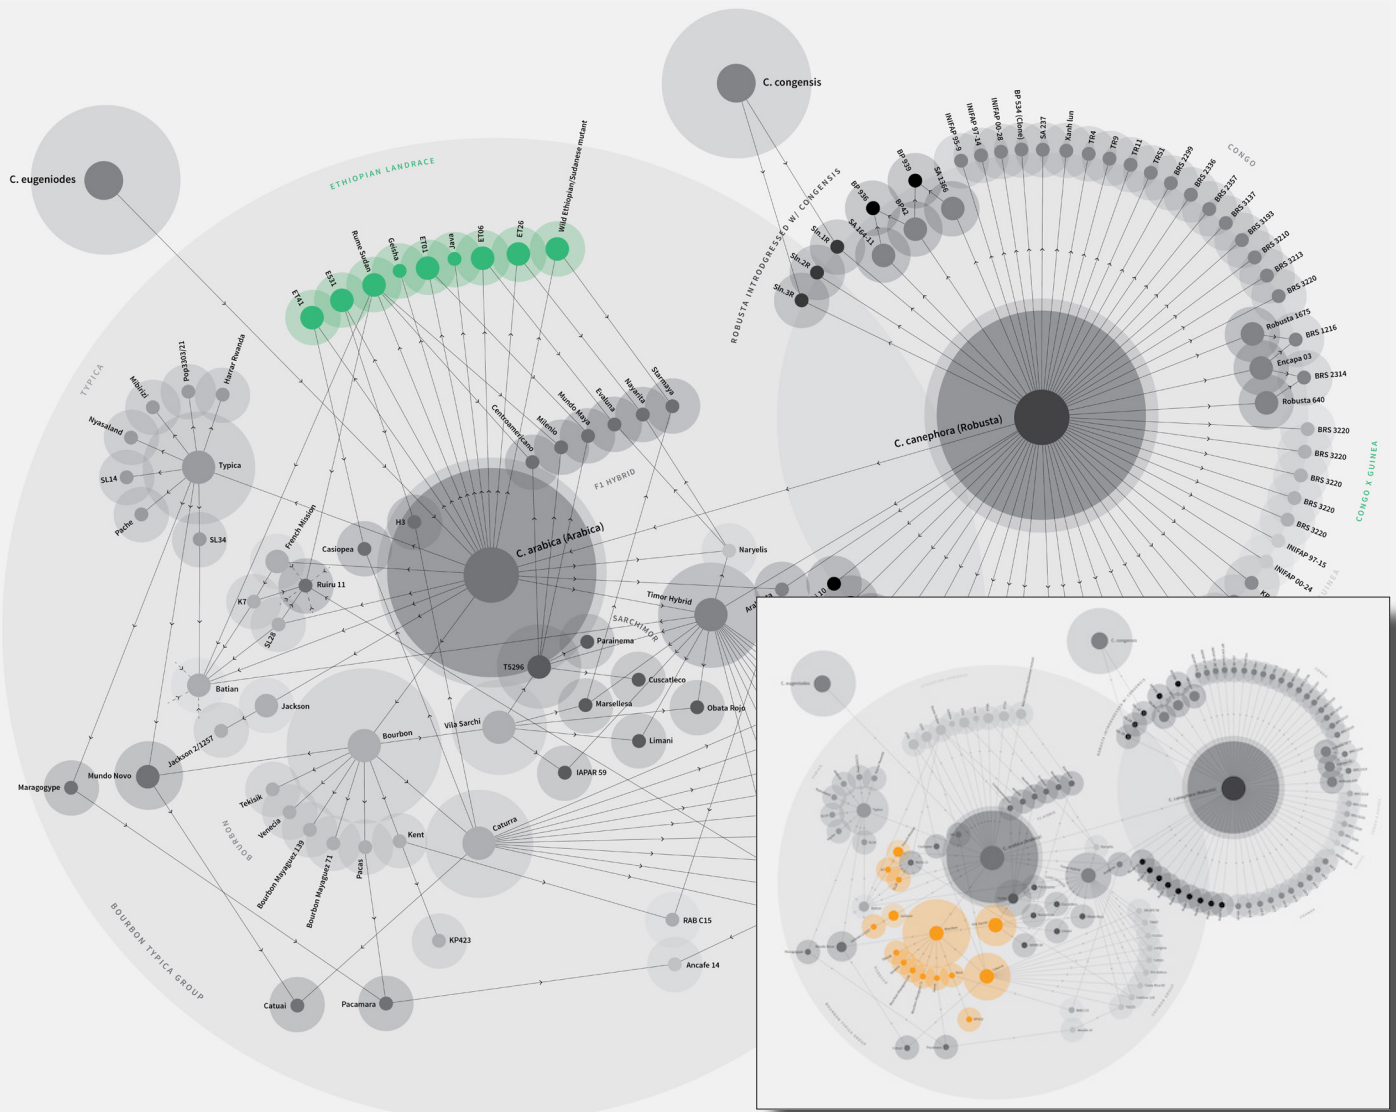 C. congensis
C. eugeniodes
ETHIOPIAN LANDRACE
ET41
ES31
Rume Sudan
Geisha
ET01
Java
ET06
ET26
Wild Ethiopian/Sudanese mutant
ROBUSTA INTRODGRESSED W/ CONGENSIS
Sln.3R
Sln.2R
Sln.1R
SA 164-11
BP 936
BP42
BP 939
SA 1366
INIFAP 95-9
INIFAP 97-14
INIFAP 00-28
BP 534 (Clone)
SA 237
Xanh lun
TR4
TR9
TR11
TRS1
BRS 2299
BRS 2336
BRS 2357
BRS 3137
BRS 3193
BRS 3210
BRS 3213
BRS 3220
CONGO
Robusta 1675
BRS 1216
Encapa 03
BRS 2314
Robusta 640
BRS 3220
BRS 3220
BRS 3220
BRS 3220
BRS 3220
INIFAP 97-15
INIFAP 00-24
CONGO X GUINEA
C. canephora (Robusta)
TYPICA
Nyasaland
Mibirizi
Pop3303/21
Harrar Rwanda
Typica
SL14
Pache
SL34
Centroamericano
Milenio
Mundo Maya
Evaluna
Nayarita
Starmaya
F1 HYBRID
H3
C. arabica (Arabica)
French Mission
Casiopea
Ruiru 11
K7
SL28
Naryelis
Timor Hybrid
SARCHIMOR
Parainema
T5296
Cuscatleco
Marsellesa
Obata Rojo
Limani
IAPAR 59
Vila Sarchi
Batian
Jackson
Jackson 2/1257
Bourbon
Mundo Novo
Maragogype
Tekisik
Venecia
BOURBON
Bourbon Mayaguez 139
Bourbon Mayaguez 71
Pacas
Kent
Caturra
KP423
RAB C15
Ancafe 14
BOURBON TYPICA GROUP
Catuai
Pacamara